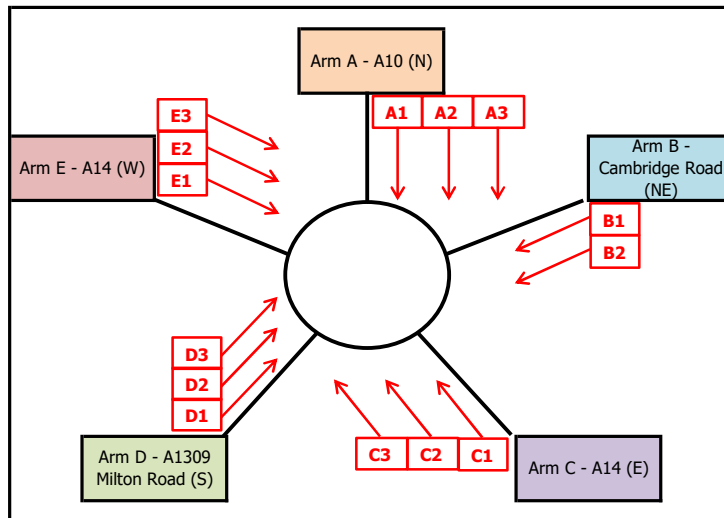 Arm A - A10 (N)
A1 A2 A3
E3
E2
E1
Arm E - A14 (W)
Arm B -
Cambridge Road
(NE)
B1
B2
D3
D2
D1
Arm D - A1309
Milton Road (S)
C3 C2 C1
Arm C - A14 (E)